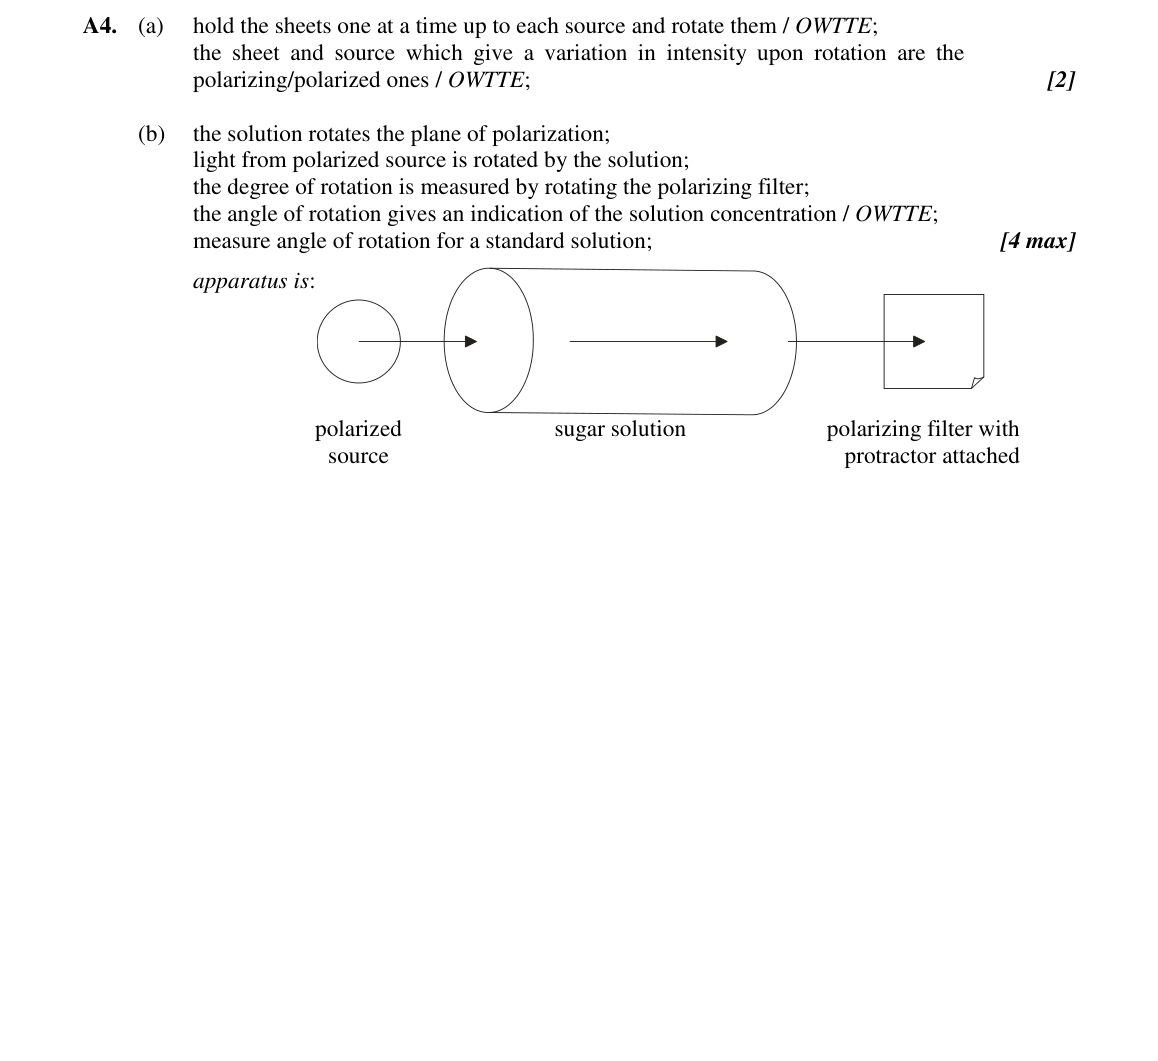 A4. (a) hold the sheets one at a time up to each source and rotate them / OWTTE;
the sheet and source which give a variation in intensity upon rotation are the
polarizing/polarized ones / OWTTE; [2]
(b) the solution rotates the plane of polarization;
light from polarized source is rotated by the solution;
the degree of rotation is measured by rotating the polarizing filter;
the angle of rotation gives an indication of the solution concentration / OWTTE;
measure angle of rotation for a standard solution; [4 max]
apparatus is:
polarized sugar solution polarizing filter with
source protractor attached